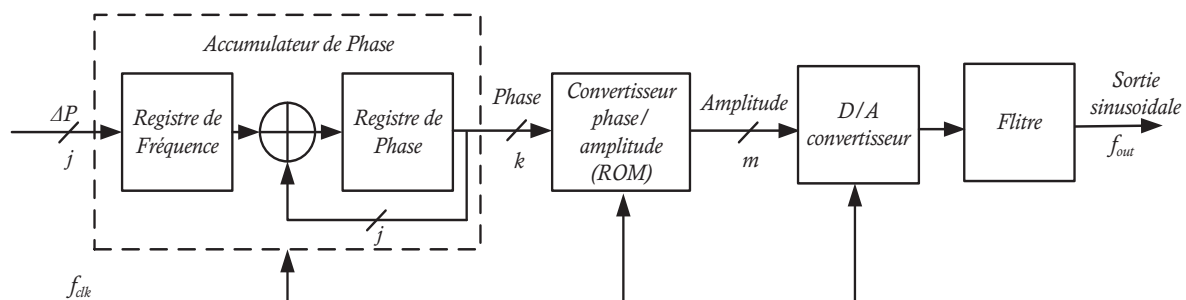 Accumulateur de Phase
ΔP
j
Registre de
Fréquence
Registre de
Phase
j
Phase
k
Convertisseur
phase/
amplitude
(ROM)
Amplitude
m
D/A
convertisseur
Flitre
Sortie
sinusoidale
f_out
f_clk